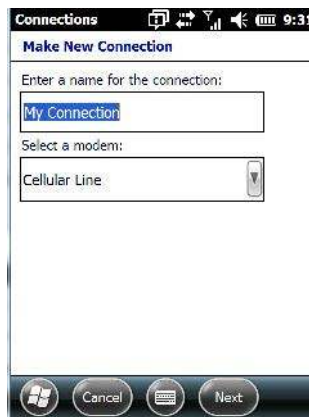 Connections 9:31
Make New Connection
Enter a name for the connection:
My Connection
Select a modem:
Cellular Line
Cancel Next